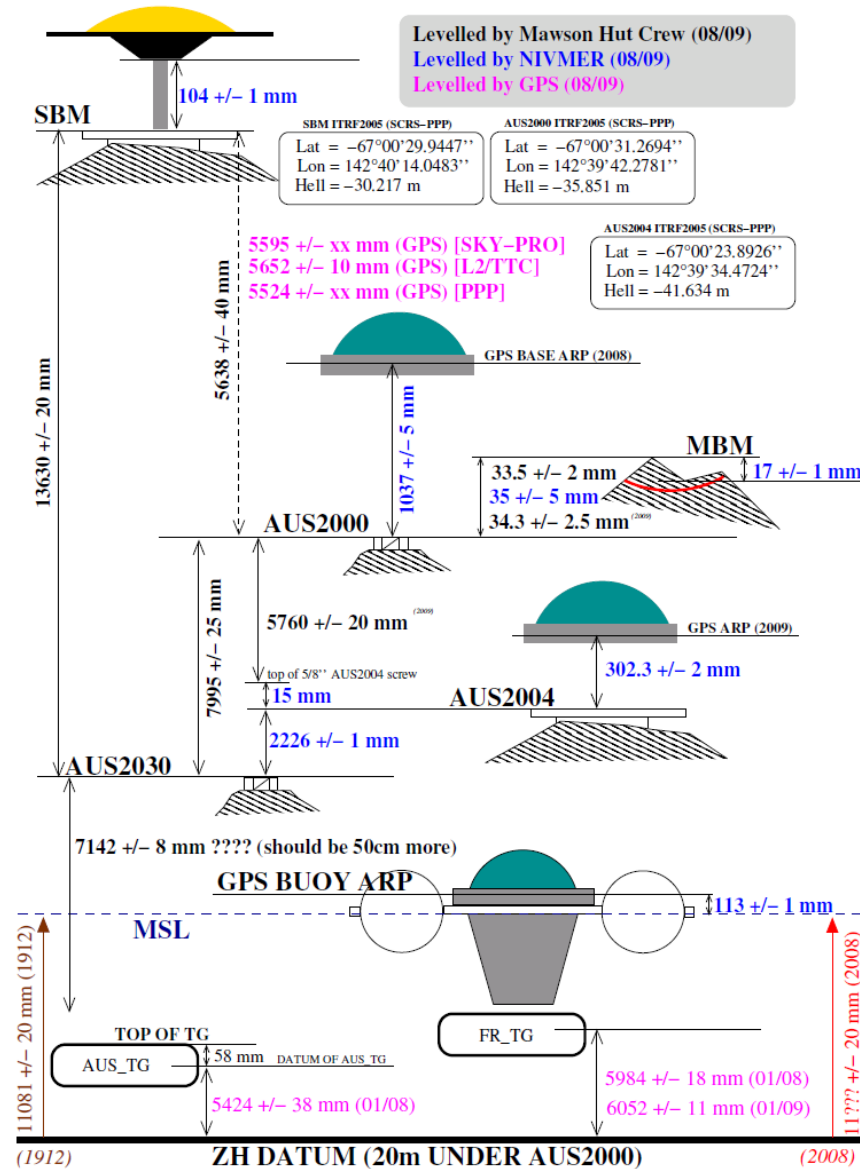 Levelled by Mawson Hut Crew (08/09)
Levelled by NIVMER (08/09)
Levelled by GPS (08/09)
104 +/− 1 mm
SBM
SBM ITRF2005 (SCRS−PPP)
Lat = −67°00'29.9447''
Lon = 142°40'14.0483''
Hell = −30.217 m
AUS2000 ITRF2005 (SCRS−PPP)
Lat = −67°00'31.2694''
Lon = 142°39'42.2781''
Hell = −35.851 m
AUS2004 ITRF2005 (SCRS−PPP)
Lat = −67°00'23.8926''
Lon = 142°39'34.4724''
Hell = −41.634 m
5595 +/− xx mm (GPS) [SKY−PRO]
5652 +/− 10 mm (GPS) [L2/TTC]
5524 +/− xx mm (GPS) [PPP]
13630 +/− 20 mm
5638 +/− 40 mm
GPS BASE ARP (2008)
1037 +/− 5 mm
MBM
17 +/− 1 mm
33.5 +/− 2 mm
35 +/− 5 mm
34.3 +/− 2.5 mm (2009)
AUS2000
7995 +/− 25 mm
5760 +/− 20 mm (2009)
GPS ARP (2009)
302.3 +/− 2 mm
top of 5/8'' AUS2004 screw
15 mm
AUS2004
2226 +/− 1 mm
AUS2030
7142 +/− 8 mm ???? (should be 50cm more)
GPS BUOY ARP
113 +/− 1 mm
MSL
11081 +/− 20 mm (1912)
11??? +/− 20 mm (2008)
TOP OF TG
AUS_TG
58 mm
DATUM OF AUS_TG
FR_TG
5424 +/− 38 mm (01/08)
5984 +/− 18 mm (01/08)
6052 +/− 11 mm (01/09)
(1912)
ZH DATUM (20m UNDER AUS2000)
(2008)